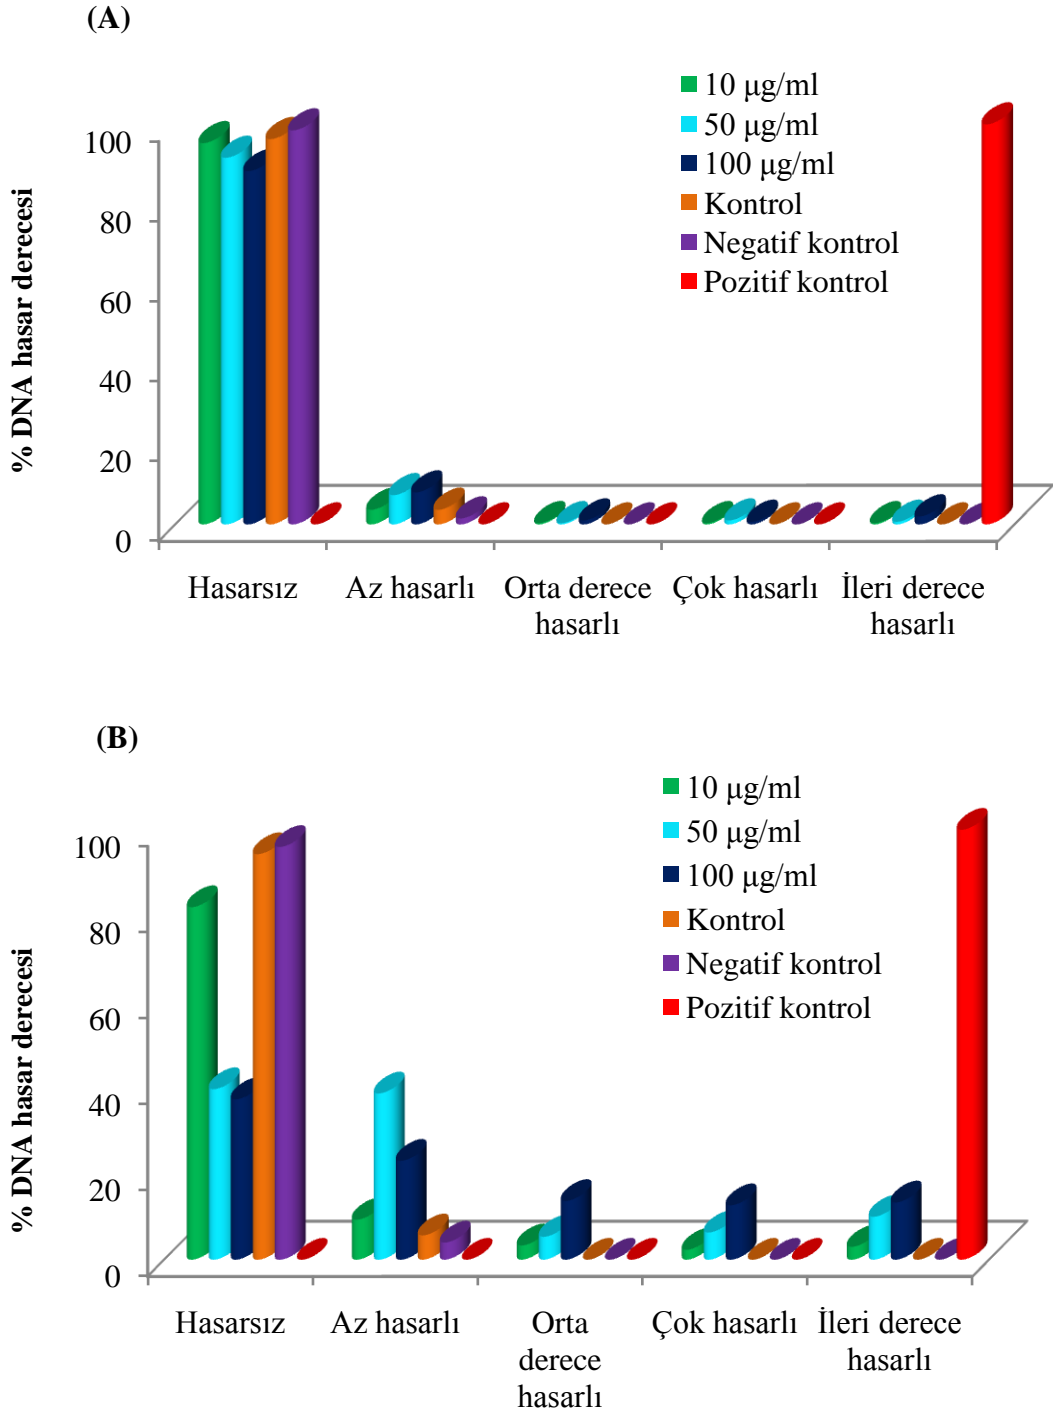 (A)
10 μg/ml
50 μg/ml
100 μg/ml
Kontrol
Negatif kontrol
Pozitif kontrol
% DNA hasar derecesi
100
80
60
40
20
0
Hasarsız
Az hasarlı
Orta derece
hasarlı
Çok hasarlı
İleri derece
hasarlı
(B)
10 μg/ml
50 μg/ml
100 μg/ml
Kontrol
Negatif kontrol
Pozitif kontrol
% DNA hasar derecesi
100
80
60
40
20
0
Hasarsız
Az hasarlı
Orta
derece
hasarlı
Çok hasarlı
İleri derece
hasarlı